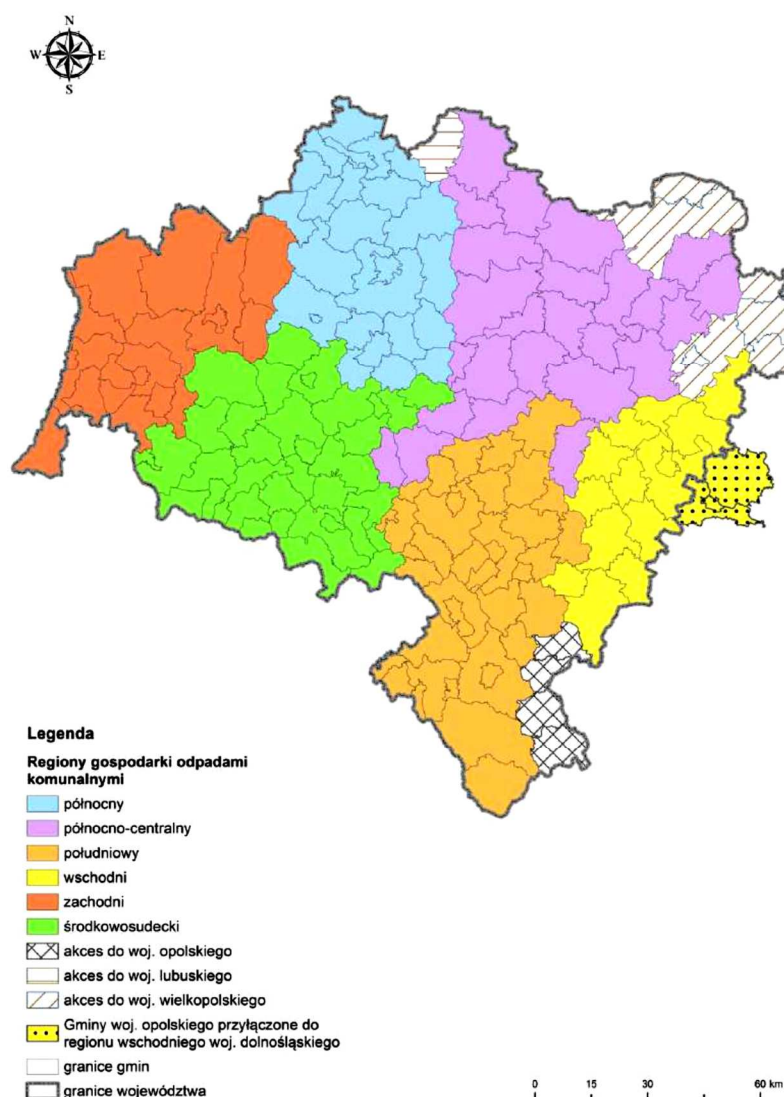 N
W E
S
Legenda
Regiony gospodarki odpadami
komunalnymi
północny
północno-centralny
południowy
wschodni
zachodni
środkowosudecki
akces do woj. opolskiego
akces do woj. lubuskiego
akces do woj. wielkopolskiego
Gminy woj. opolskiego przyłączone do
regionu wschodniego woj. dolnośląskiego
granice gmin
granice województwa
0 15 30 60 km